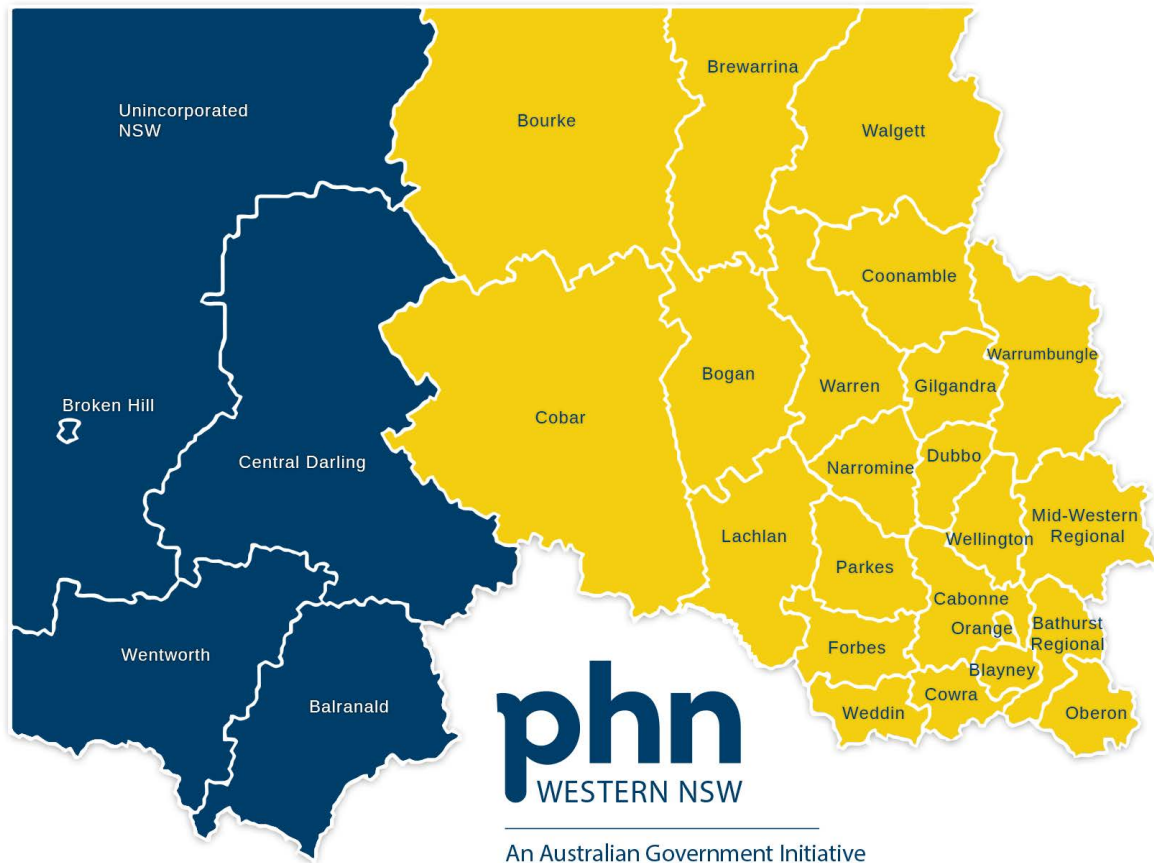 Brewarrina
Unincorporated
NSW
Bourke
Walgett
Coonamble
Warrumbungle
Bogan
Warren
Gilgandra
Broken Hill
Cobar
Central Darling
Narromine
Dubbo
Mid-Western
Regional
Lachlan
Wellington
Parkes
Cabonne
Orange
Bathurst
Regional
Forbes
Wentworth
Blayney
Cowra
Balranald
Weddin
Oberon
phn
WESTERN NSW
An Australian Government Initiative